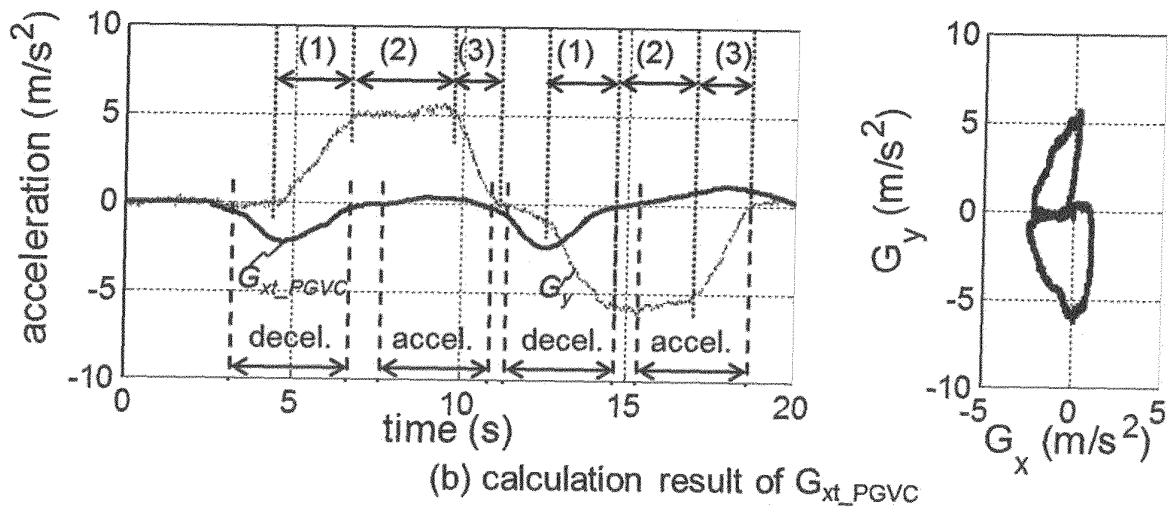 10
5
0
-5
-10
acceleration (m/s²)
(1) (2) (3) (1) (2) (3)
G_xt_PGVC
G_y
decel. accel. decel. accel.
0 5 10 15 20
time (s)
10
5
0
-5
-10
G_y (m/s²)
-5 0 5
G_x (m/s²)
(b) calculation result of G_xt_PGVC